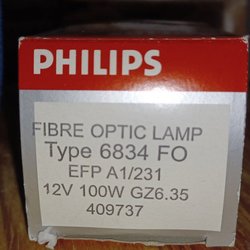 PHILIPS
FIBRE OPTIC LAMP
Type 6834 FO
EFP A1/231
12V 100W GZ6.35
409737